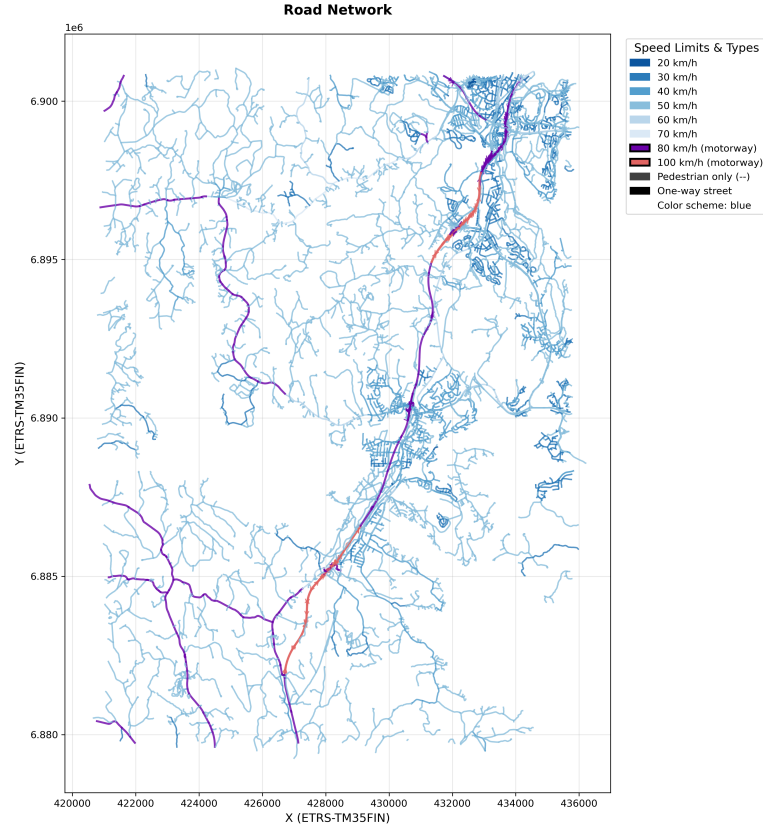 Road Network
1e6
6.900
6.895
6.890
6.885
6.880
Y (ETRS-TM35FIN)
420000 422000 424000 426000 428000 430000 432000 434000 436000
X (ETRS-TM35FIN)
Speed Limits & Types
20 km/h
30 km/h
40 km/h
50 km/h
60 km/h
70 km/h
80 km/h (motorway)
100 km/h (motorway)
Pedestrian only (--)
One-way street
Color scheme: blue